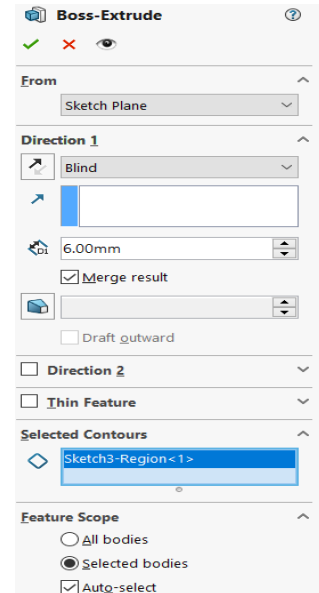 Boss-Extrude
From
Sketch Plane
Direction 1
Blind
D1
6.00mm
Merge result
Draft outward
Direction 2
Thin Feature
Selected Contours
Sketch3-Region<1>
Feature Scope
All bodies
Selected bodies
Auto-select